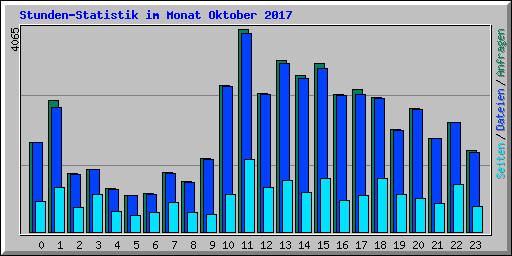 Stunden-Statistik im Monat Oktober 2017
4065
Seiten / Dateien / Anfragen
0 1 2 3 4 5 6 7 8 9 10 11 12 13 14 15 16 17 18 19 20 21 22 23